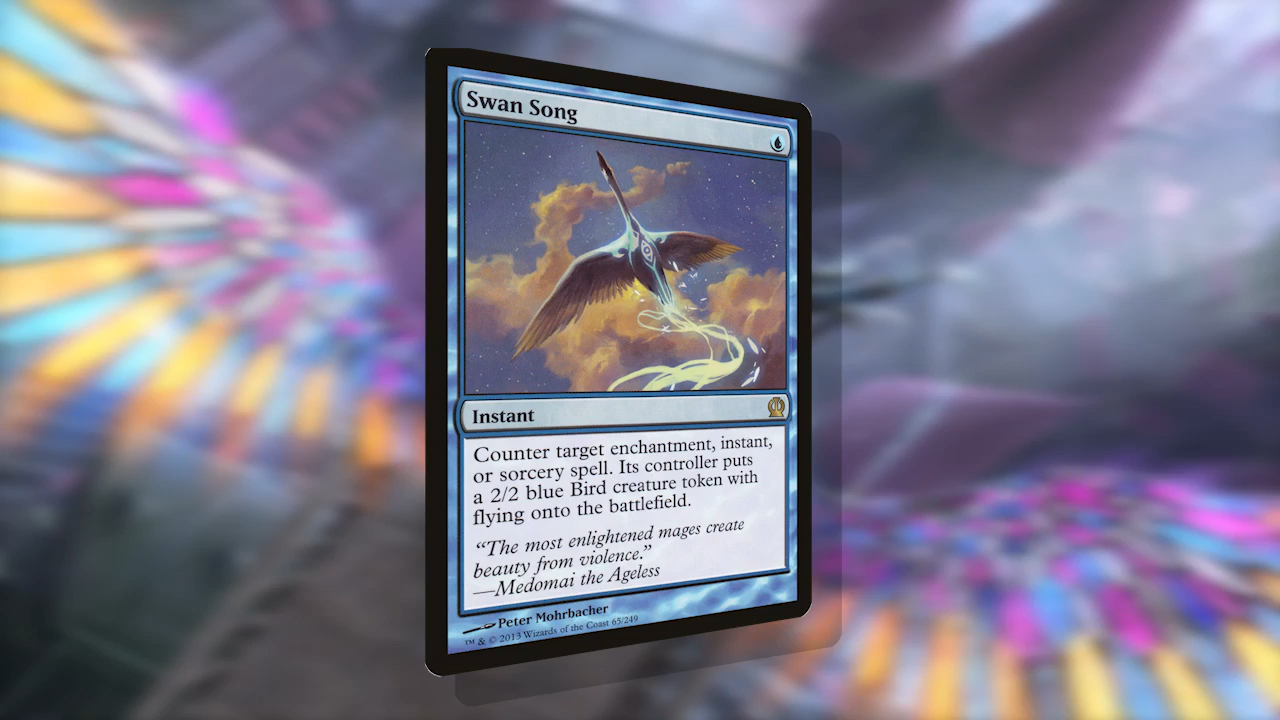 Swan Song
Instant
Counter target enchantment, instant,
or sorcery spell. Its controller puts
a 2/2 blue Bird creature token with
flying onto the battlefield.
“The most enlightened mages create
beauty from violence.”
—Medomai the Ageless
Peter Mohrbacher
™ & © 2013 Wizards of the Coast 65/249